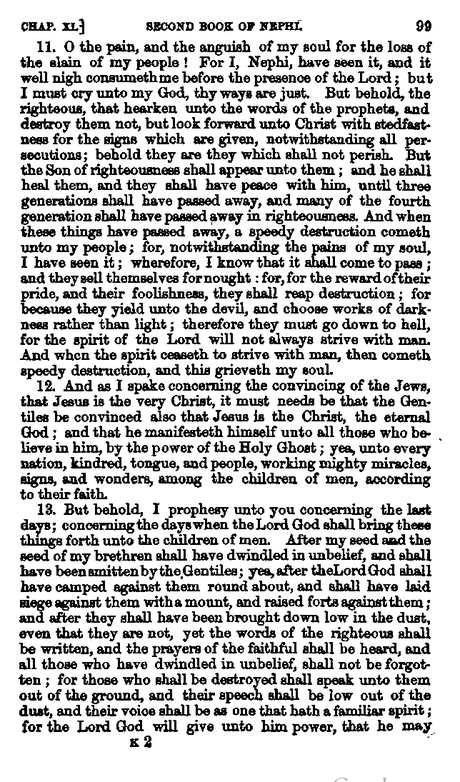 CHAP. XI.] SECOND BOOK OF NEPHI. 99
11. O the pain, and the anguish of my soul for the loss of
the slain of my people! For I, Nephi, have seen it, and it
well nigh consumeth me before the presence of the Lord; but
I must cry unto my God, thy ways are just. But behold, the
righteous, that hearken unto the words of the prophets, and
destroy them not, but look forward unto Christ with stedfast-
ness for the signs which are given, notwithstanding all per-
secutions; behold they are they which shall not perish. But
the Son of righteousness shall appear unto them; and he shall
heal them, and they shall have peace with him, until three
generations shall have passed away, and many of the fourth
generation shall have passed away in righteousness. And when
these things have passed away, a speedy destruction cometh
unto my people; for, notwithstanding the pains of my soul,
I have seen it; wherefore, I know that it shall come to pass;
and they sell themselves for nought: for, for the reward of their
pride, and their foolishness, they shall reap destruction; for
because they yield unto the devil, and choose works of dark-
ness rather than light; therefore they must go down to hell,
for the spirit of the Lord will not always strive with man.
And when the spirit ceaseth to strive with man, then cometh
speedy destruction, and this grieveth my soul.
12. And as I spake concerning the convincing of the Jews,
that Jesus is the very Christ, it must needs be that the Gen-
tiles be convinced also that Jesus is the Christ, the eternal
God; and that he manifesteth himself unto all those who be-
lieve in him, by the power of the Holy Ghost; yea, unto every
nation, kindred, tongue, and people, working mighty miracles,
signs, and wonders, among the children of men, according
to their faith.
13. But behold, I prophesy unto you concerning the last
days; concerning the days when the Lord God shall bring these
things forth unto the children of men. After my seed and the
seed of my brethren shall have dwindled in unbelief, and shall
have been smitten by the Gentiles; yea, after the Lord God shall
have camped against them round about, and shall have laid
siege against them with a mount, and raised forts against them;
and after they shall have been brought down low in the dust,
even that they are not, yet the words of the righteous shall
be written, and the prayers of the faithful shall be heard, and
all those who have dwindled in unbelief, shall not be forgot-
ten; for those who shall be destroyed shall speak unto them
out of the ground, and their speech shall be low out of the
dust, and their voice shall be as one that hath a familiar spirit;
for the Lord God will give unto him power, that he may
K 2